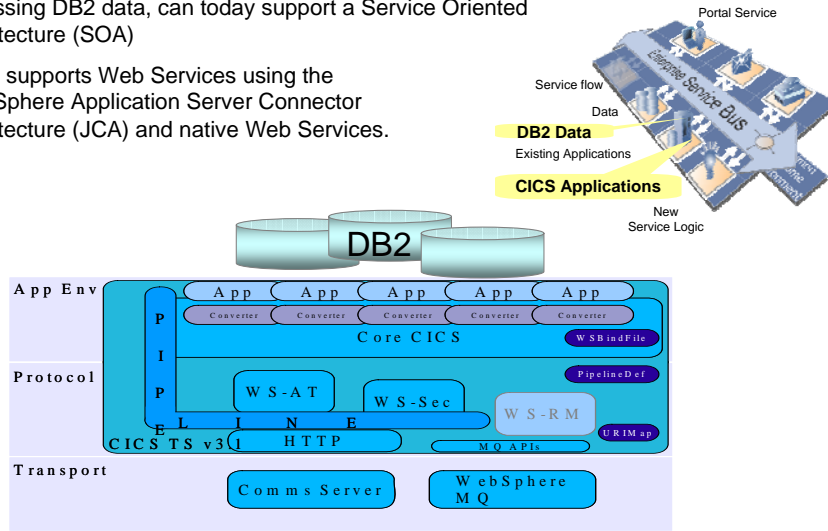 ssing DB2 data, can today support a Service Oriented
tecture (SOA)
supports Web Services using the
Sphere Application Server Connector
tecture (JCA) and native Web Services.
Portal Service
Enterprise Service Bus
Service flow
Data
DB2 Data
Existing Applications
CICS Applications
New
Service Logic
DB2
App Env
App App App App App
Converter Converter Converter Converter Converter
Core CICS
WSBindFile
PIPELINE
Protocol
PipelineDef
WS-AT
WS-Sec
WS-RM
URIMap
CICS TS v3.1
HTTP
MQ APIs
Transport
Comms Server
WebSphere
MQ